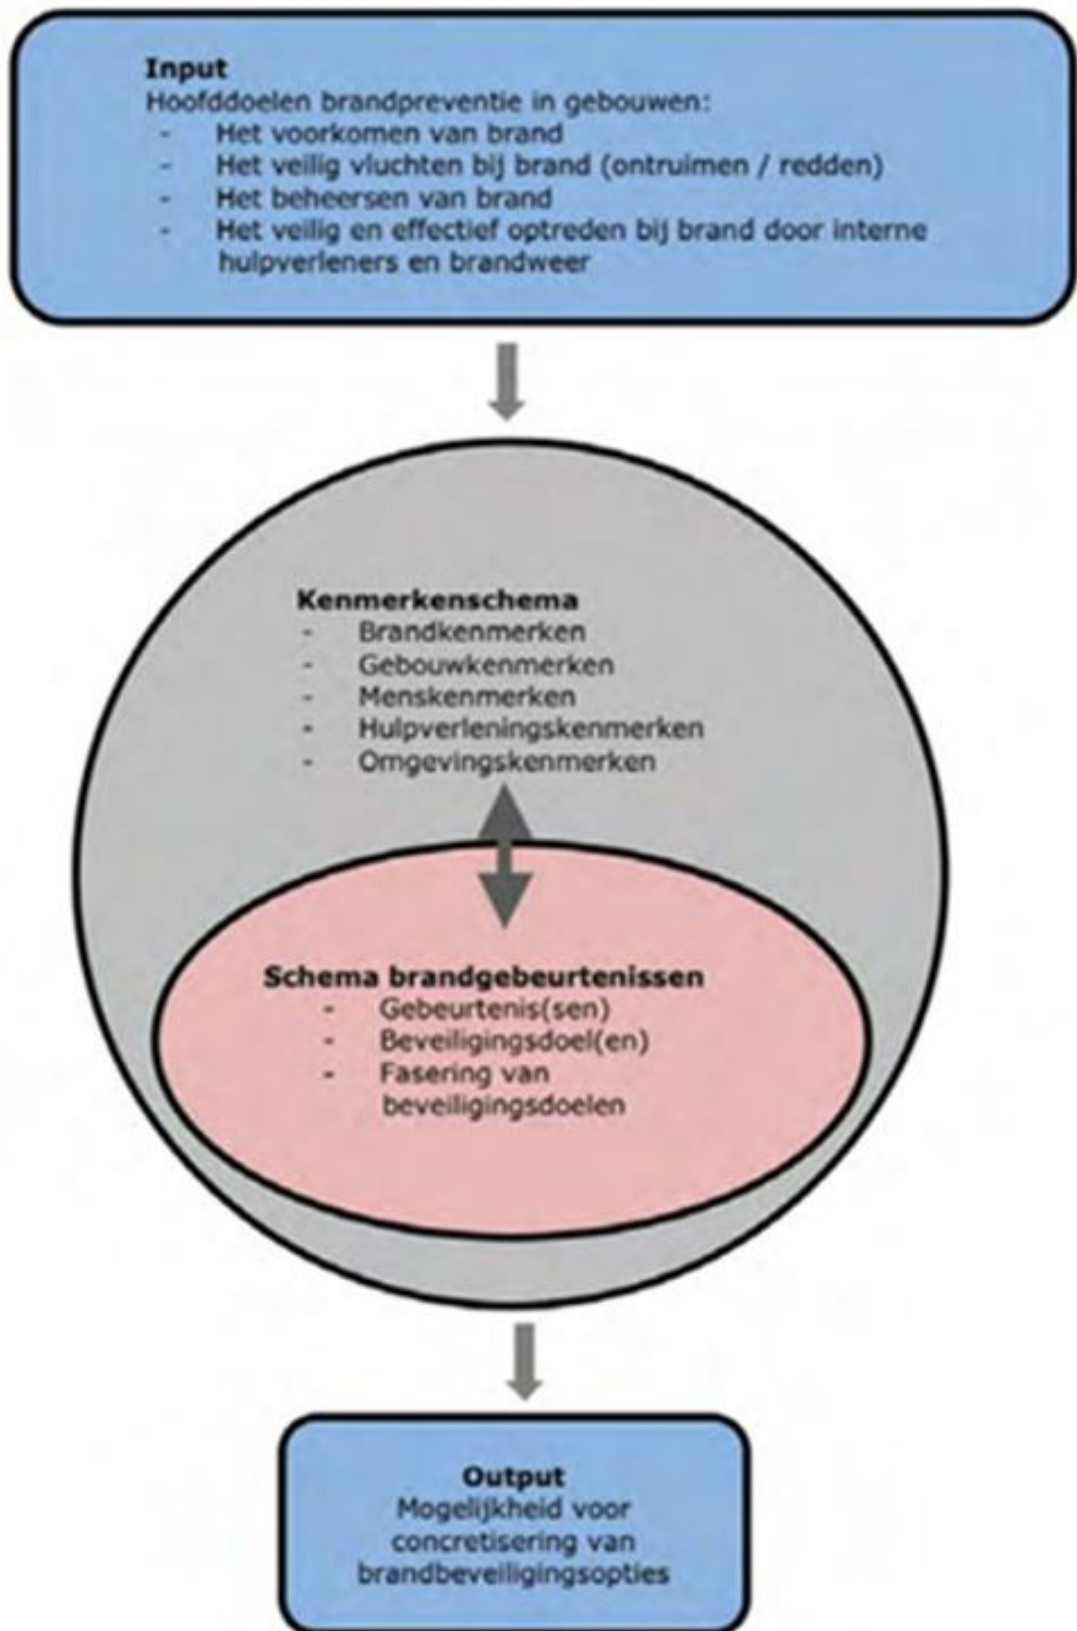 Input
Hoofddoelen brandpreventie in gebouwen:
- Het voorkomen van brand
- Het veilig vluchten bij brand (ontruimen / redden)
- Het beheersen van brand
- Het veilig en effectief optreden bij brand door interne
hulpverleners en brandweer
Kenmerkenschema
- Brandkenmerken
- Gebouwkenmerken
- Menskenmerken
- Hulpverleningskenmerken
- Omgevingskenmerken
Schema brandgebeurtenissen
- Gebeurtenis(sen)
- Beveiligingsdoel(en)
- Fasering van
beveiligingsdoelen
Output
Mogelijkheid voor
concretisering van
brandbeveiligingsopties